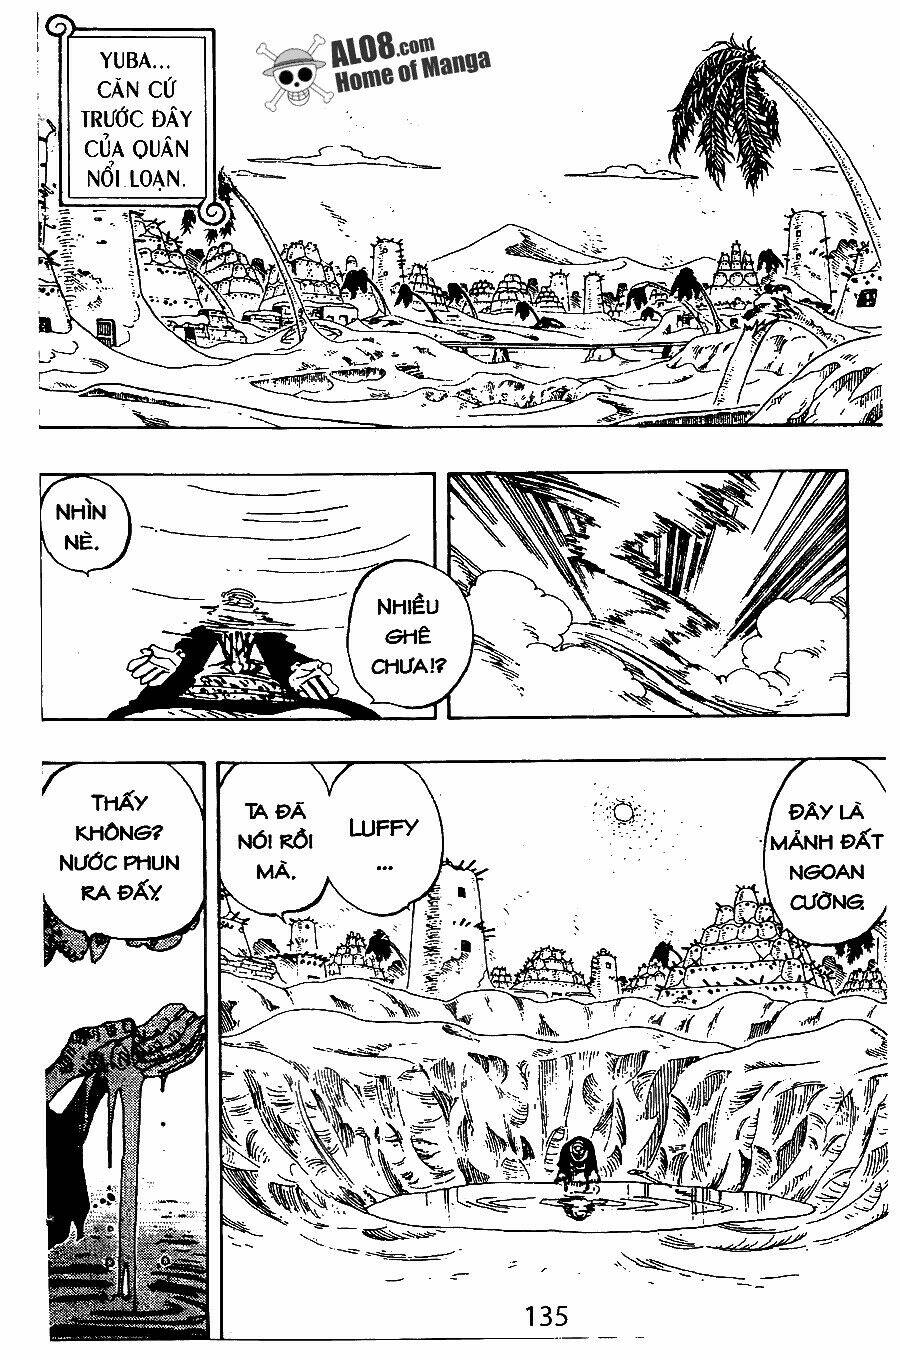 YUBA...
CĂN CỨ
TRƯỚC ĐÂY
CỦA QUÂN
NỔI LOẠN.
AL08.com
Home of Manga
NHÌN
NÈ.
NHIỀU
GHÊ
CHƯA!?
THẤY
KHÔNG?
NƯỚC PHUN
RA ĐẤY.
TA ĐÃ
NÓI RỒI
MÀ.
LUFFY
...
ĐÂY LÀ
MẢNH ĐẤT
NGOAN
CƯỜNG.
135